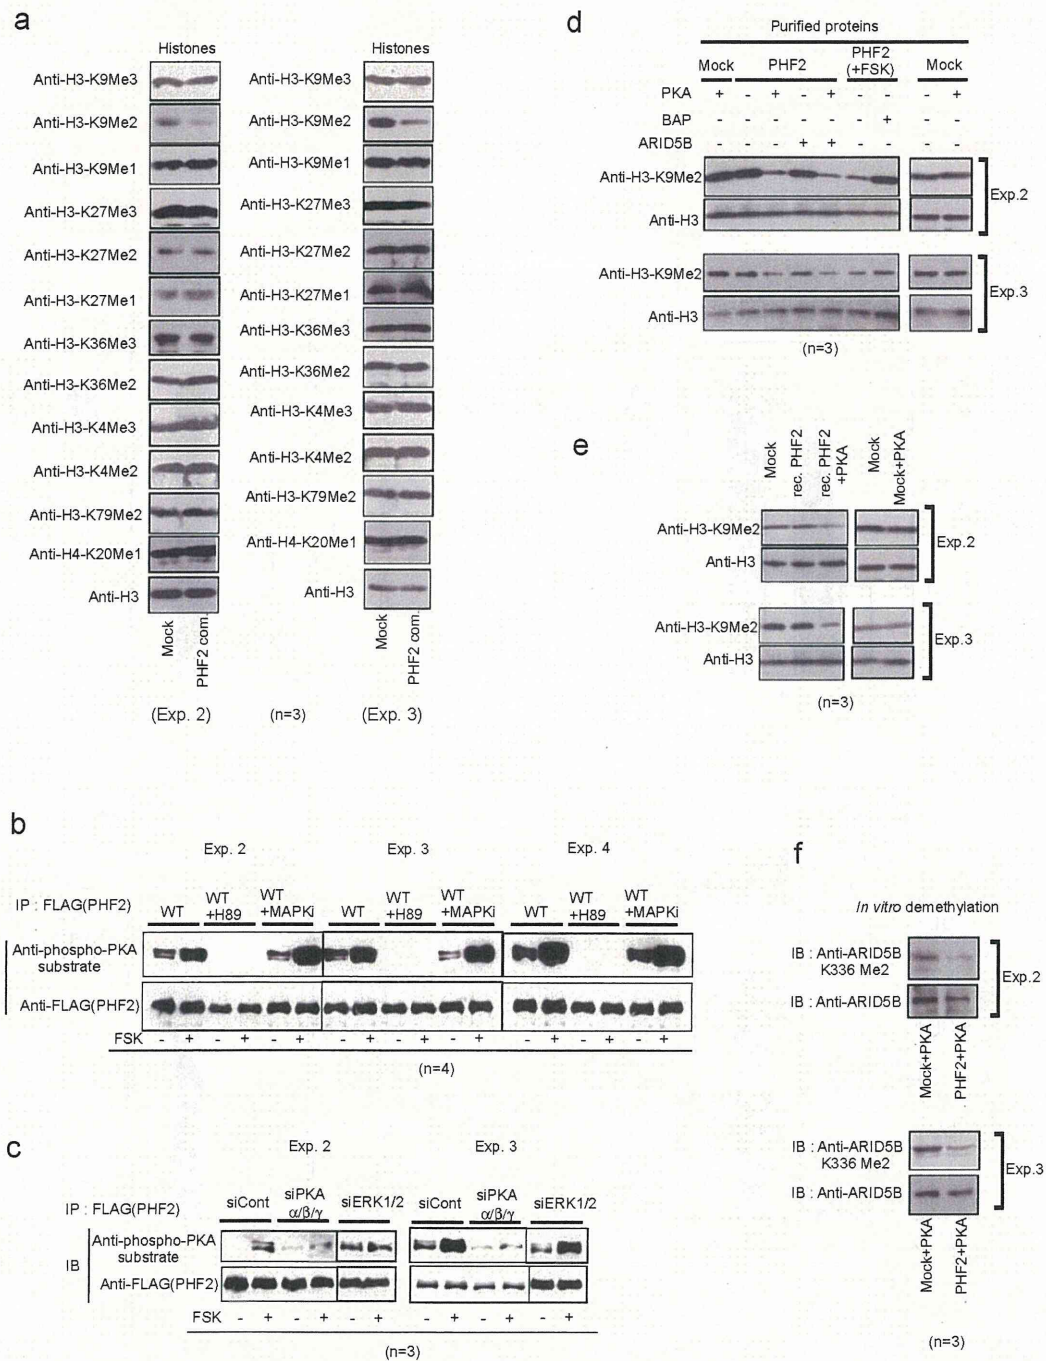 a
Histones
Histones
Anti-H3-K9Me3
Anti-H3-K9Me2
Anti-H3-K9Me1
Anti-H3-K27Me3
Anti-H3-K27Me2
Anti-H3-K27Me1
Anti-H3-K36Me3
Anti-H3-K36Me2
Anti-H3-K4Me3
Anti-H3-K4Me2
Anti-H3-K79Me2
Anti-H4-K20Me1
Anti-H3
Mock
PHF2 com.
(Exp. 2)
Anti-H3-K9Me3
Anti-H3-K9Me2
Anti-H3-K9Me1
Anti-H3-K27Me3
Anti-H3-K27Me2
Anti-H3-K27Me1
Anti-H3-K36Me3
Anti-H3-K36Me2
Anti-H3-K4Me3
Anti-H3-K4Me2
Anti-H3-K79Me2
Anti-H4-K20Me1
Anti-H3
Mock
PHF2 com.
(n=3)
(Exp. 3)
d
Purified proteins
Mock PHF2 PHF2 (+FSK) Mock
PKA + - + - + - - - +
BAP - - - - - - + - -
ARID5B - - - + + - - - -
Anti-H3-K9Me2
Anti-H3
Exp.2
Anti-H3-K9Me2
Anti-H3
Exp.3
(n=3)
e
Mock
rec. PHF2
rec. PHF2
+PKA
Mock
Mock+PKA
Anti-H3-K9Me2
Anti-H3
Exp.2
Anti-H3-K9Me2
Anti-H3
Exp.3
(n=3)
b
Exp. 2 Exp. 3 Exp. 4
IP : FLAG(PHF2)
WT WT +H89 WT +MAPKi WT WT +H89 WT +MAPKi WT WT +H89 WT +MAPKi
Anti-phospho-PKA
substrate
Anti-FLAG(PHF2)
FSK - + - + - + - + - + - + - + - + - +
(n=4)
c
Exp. 2 Exp. 3
IP : FLAG(PHF2)
siCont siPKA α/β/γ siERK1/2 siCont siPKA α/β/γ siERK1/2
IB
Anti-phospho-PKA
substrate
Anti-FLAG(PHF2)
FSK - + - + - + - + - + - +
(n=3)
f
In vitro demethylation
IB : Anti-ARID5B
K336 Me2
IB : Anti-ARID5B
Exp.2
Mock+PKA
PHF2+PKA
IB : Anti-ARID5B
K336 Me2
IB : Anti-ARID5B
Exp.3
Mock+PKA
PHF2+PKA
(n=3)